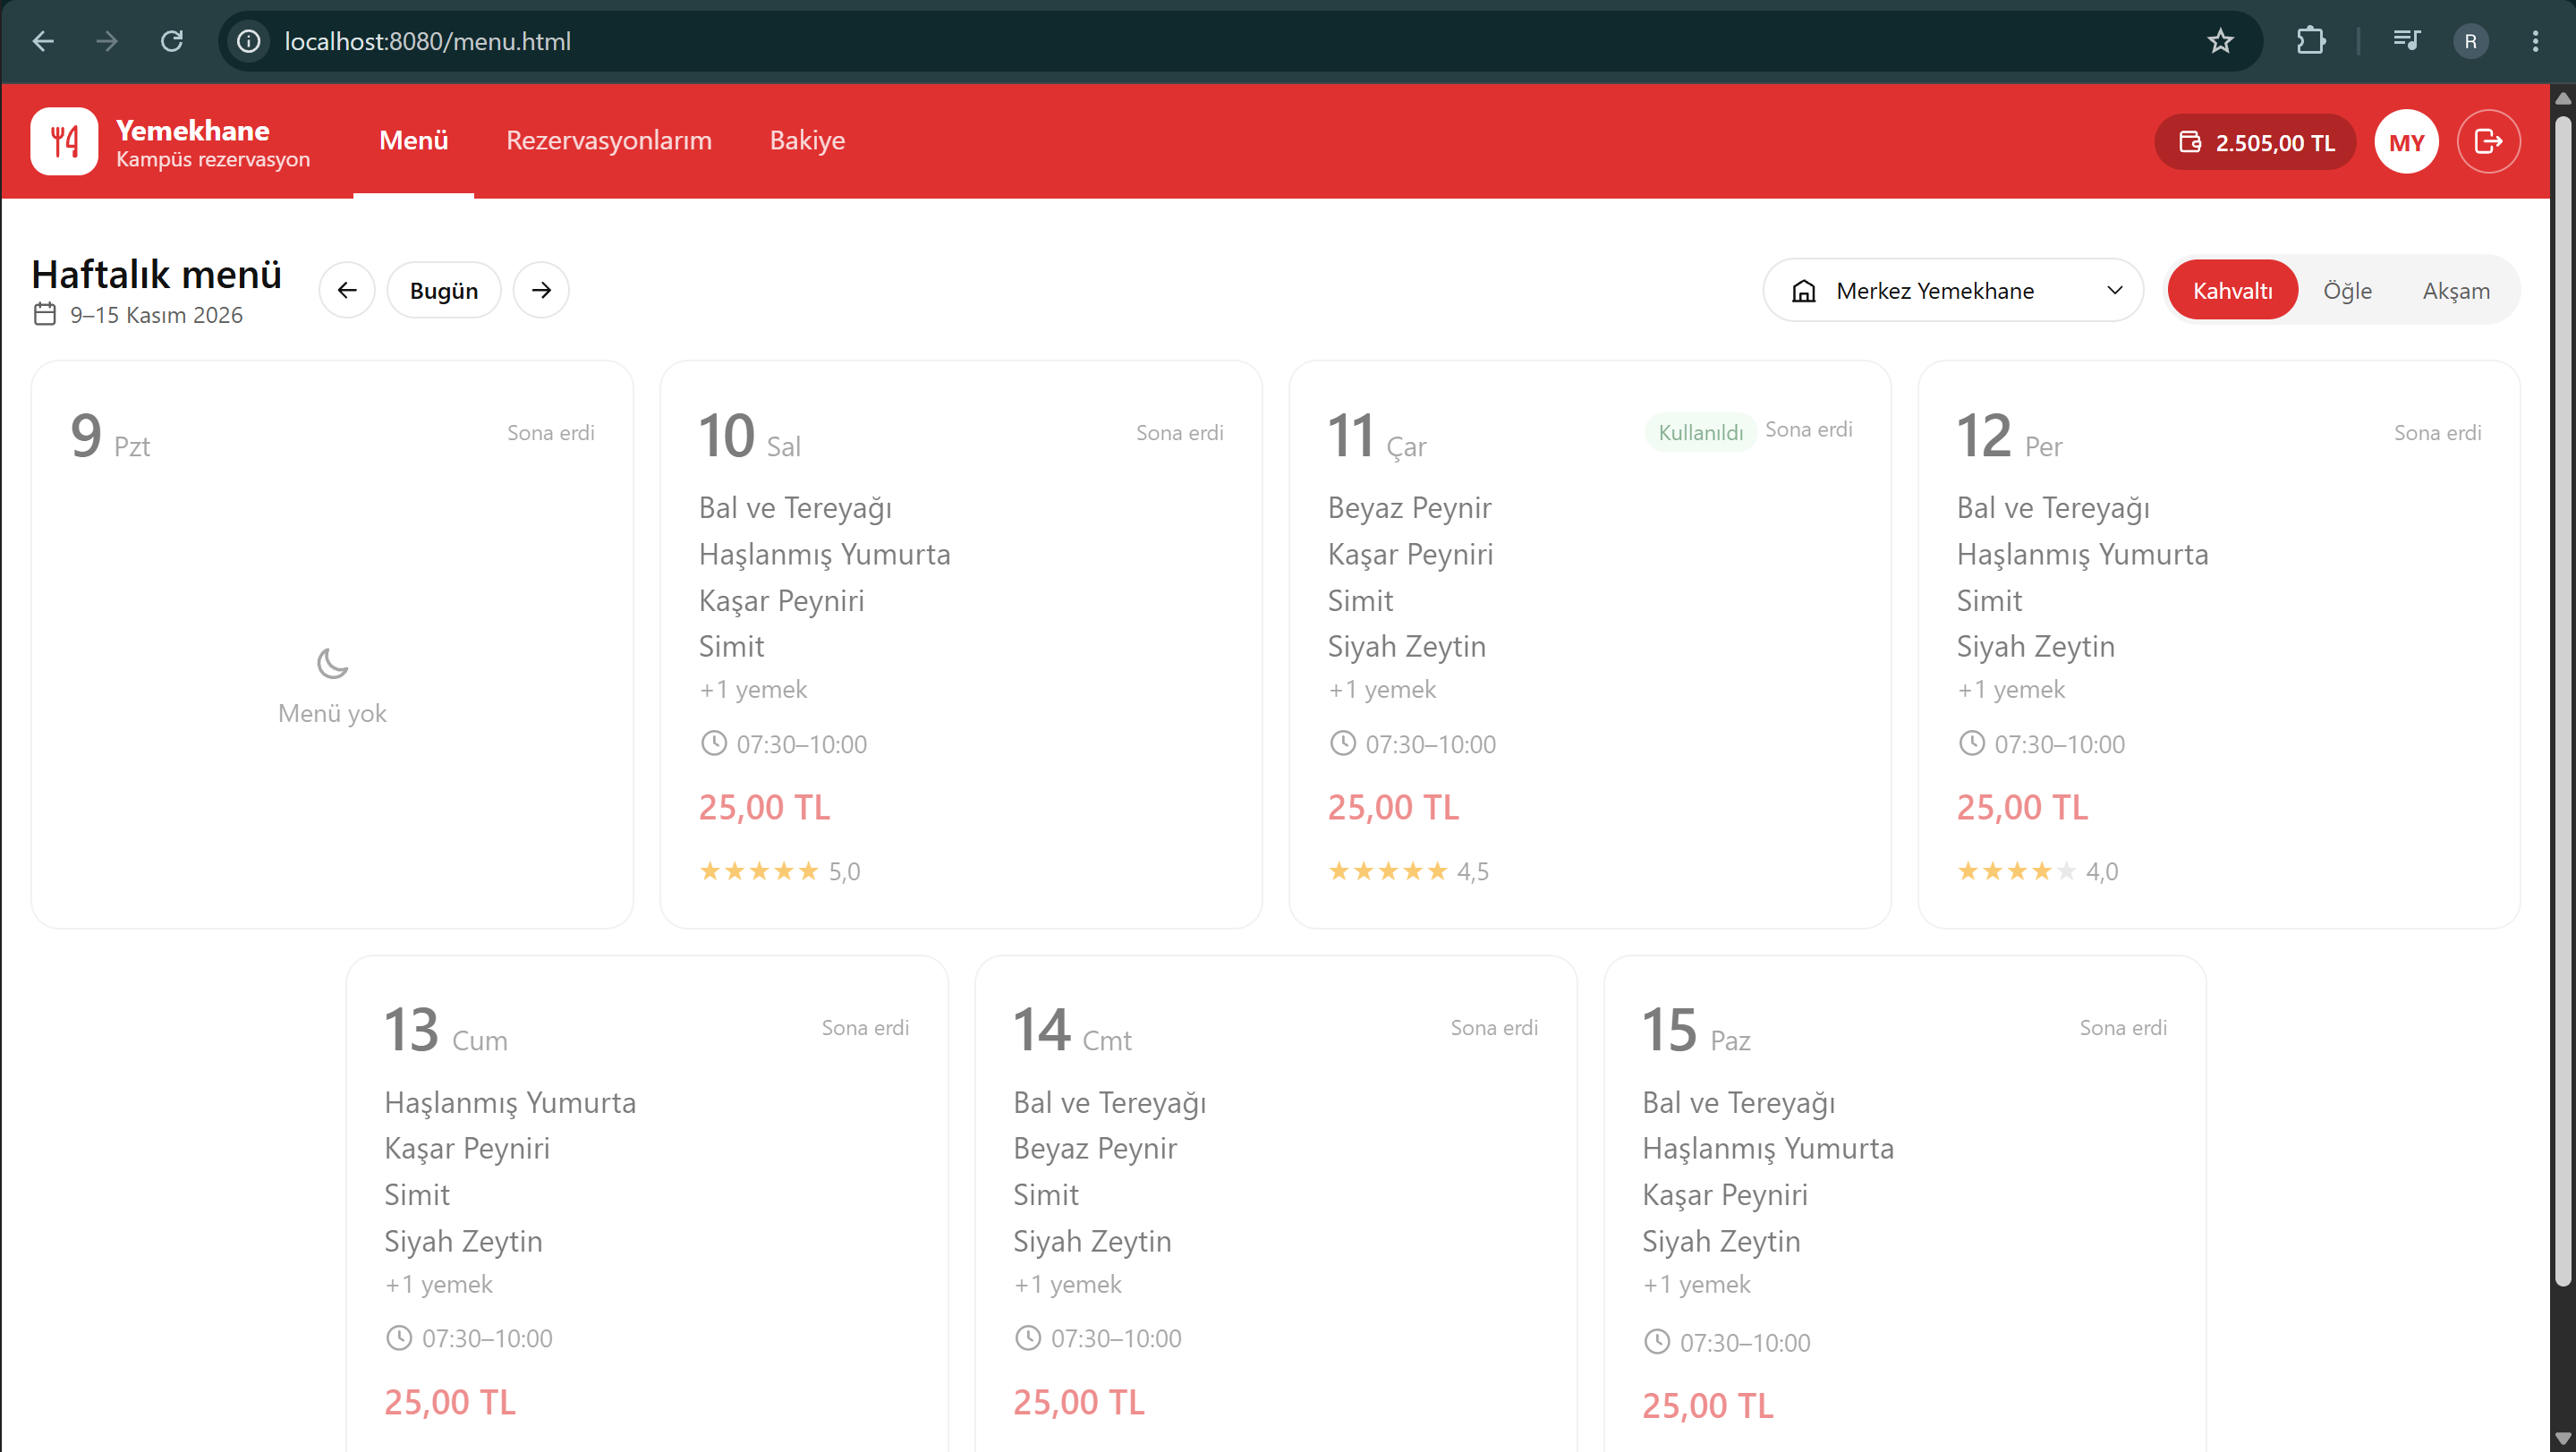 localhost:8080/menu.html
R
Yemekhane
Kampüs rezervasyon
Menü
Rezervasyonlarım
Bakiye
2.505,00 TL
MY
Haftalık menü
9–15 Kasım 2026
Bugün
Merkez Yemekhane
Kahvaltı
Öğle
Akşam
9 Pzt
Sona erdi
Menü yok
10 Sal
Sona erdi
Bal ve Tereyağı
Haşlanmış Yumurta
Kaşar Peyniri
Simit
+1 yemek
07:30–10:00
25,00 TL
★★★★★ 5,0
11 Çar
Kullanıldı
Sona erdi
Beyaz Peynir
Kaşar Peyniri
Simit
Siyah Zeytin
+1 yemek
07:30–10:00
25,00 TL
★★★★★ 4,5
12 Per
Sona erdi
Bal ve Tereyağı
Haşlanmış Yumurta
Simit
Siyah Zeytin
+1 yemek
07:30–10:00
25,00 TL
★★★★★ 4,0
13 Cum
Sona erdi
Haşlanmış Yumurta
Kaşar Peyniri
Simit
Siyah Zeytin
+1 yemek
07:30–10:00
25,00 TL
14 Cmt
Sona erdi
Bal ve Tereyağı
Beyaz Peynir
Simit
Siyah Zeytin
+1 yemek
07:30–10:00
25,00 TL
15 Paz
Sona erdi
Bal ve Tereyağı
Haşlanmış Yumurta
Kaşar Peyniri
Siyah Zeytin
+1 yemek
07:30–10:00
25,00 TL